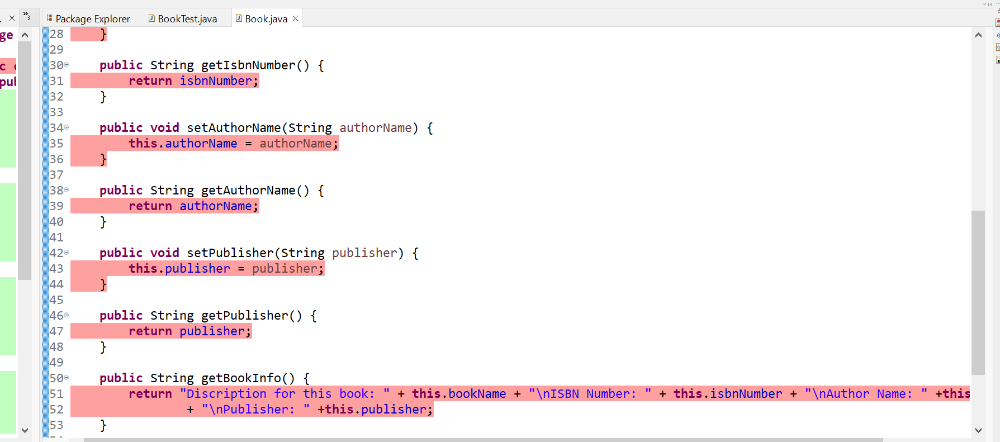 Package Explorer BookTest.java Book.java
ge
c
pub
28 }
29
30 public String getIsbnNumber() {
31 return isbnNumber;
32 }
33
34 public void setAuthorName(String authorName) {
35 this.authorName = authorName;
36 }
37
38 public String getAuthorName() {
39 return authorName;
40 }
41
42 public void setPublisher(String publisher) {
43 this.publisher = publisher;
44 }
45
46 public String getPublisher() {
47 return publisher;
48 }
49
50 public String getBookInfo() {
51 return "Discription for this book: " + this.bookName + "\nISBN Number: " + this.isbnNumber + "\nAuthor Name: " +this
52 + "\nPublisher: " +this.publisher;
53 }